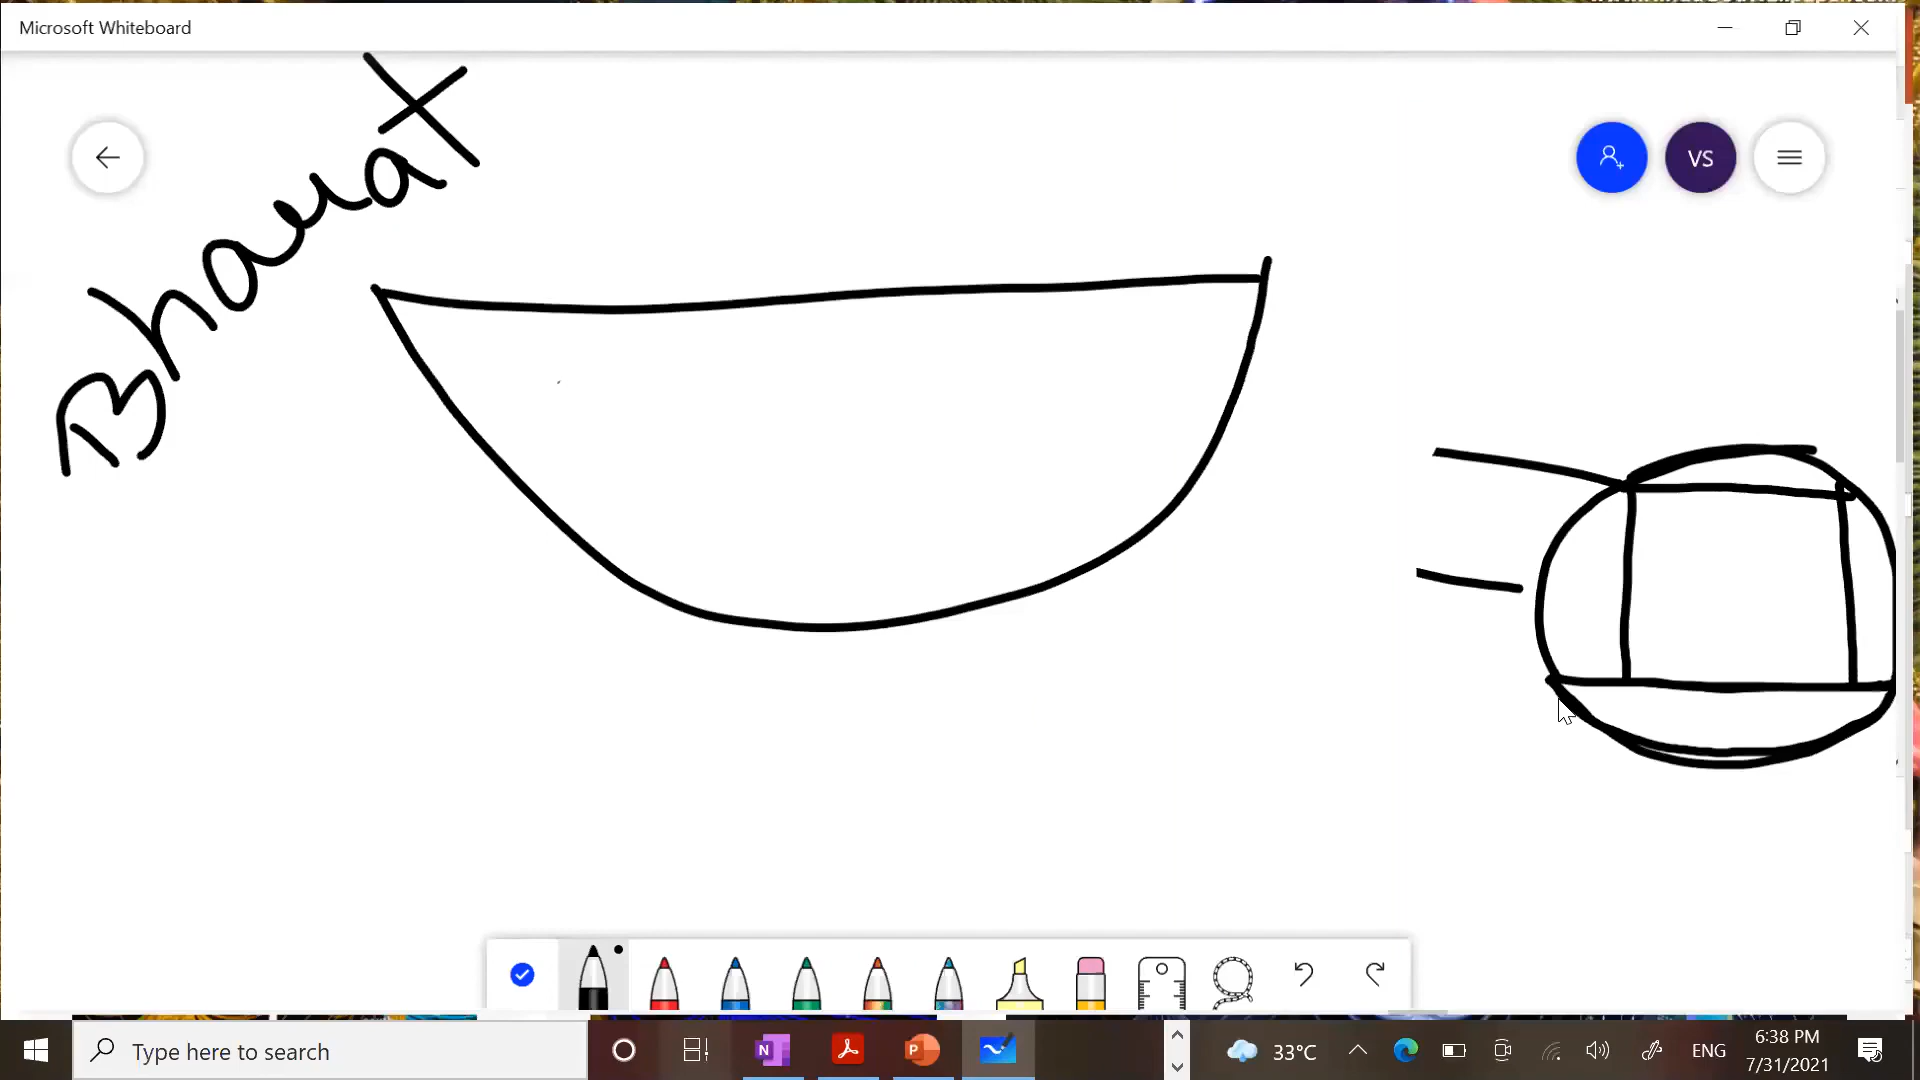 Microsoft Whiteboard
Bharat
VS
Type here to search
33°C
ENG
6:38 PM
7/31/2021